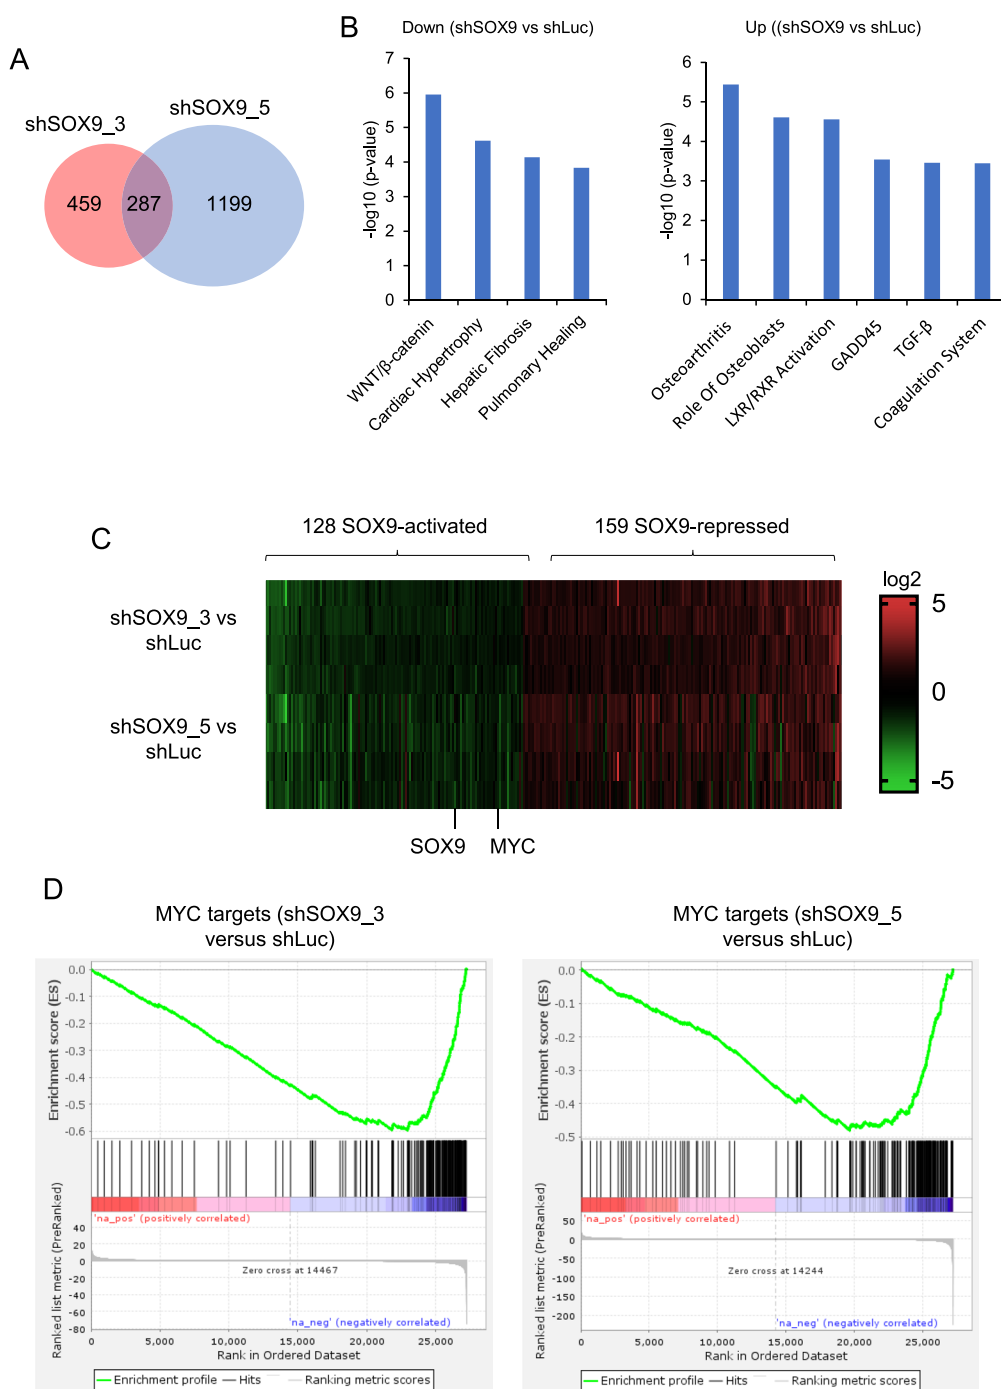 A
shSOX9_3
shSOX9_5
459
287
1199
B
Down (shSOX9 vs shLuc)
-log10 (p-value)
7
6
5
4
3
2
1
0
WNT/β-catenin
Cardiac Hypertrophy
Hepatic Fibrosis
Pulmonary Healing
Up ((shSOX9 vs shLuc)
-log10 (p-value)
6
5
4
3
2
1
0
Osteoarthritis
Role Of Osteoblasts
LXR/RXR Activation
GADD45
TGF-β
Coagulation System
C
128 SOX9-activated
159 SOX9-repressed
shSOX9_3 vs
shLuc
shSOX9_5 vs
shLuc
SOX9
MYC
log2
5
0
-5
D
MYC targets (shSOX9_3
versus shLuc)
Enrichment score (ES)
0.0
-0.1
-0.2
-0.3
-0.4
-0.5
-0.6
'na_pos' (positively correlated)
Ranked list metric (PreRanked)
40
20
0
-20
-40
-60
-80
Zero cross at 14467
'na_neg' (negatively correlated)
0
5,000
10,000
15,000
20,000
25,000
Rank in Ordered Dataset
Enrichment profile
Hits
Ranking metric scores
MYC targets (shSOX9_5
versus shLuc)
Enrichment score (ES)
0.0
-0.1
-0.2
-0.3
-0.4
-0.5
'na_pos' (positively correlated)
Ranked list metric (PreRanked)
50
0
-50
-100
-150
-200
Zero cross at 14244
'na_neg' (negatively correlated)
0
5,000
10,000
15,000
20,000
25,000
Rank in Ordered Dataset
Enrichment profile
Hits
Ranking metric scores